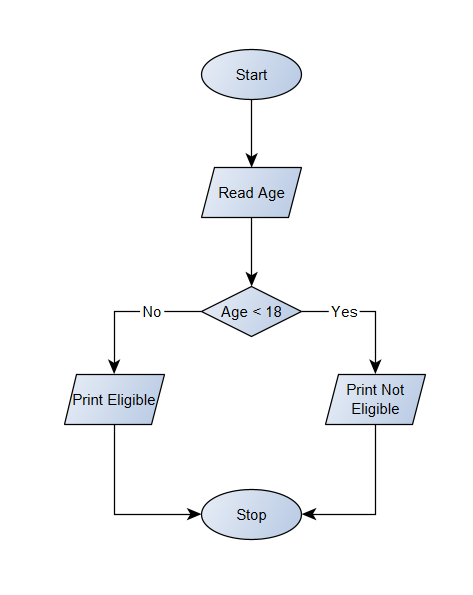 Start
Read Age
Age < 18
No
Yes
Print Eligible
Print Not
Eligible
Stop